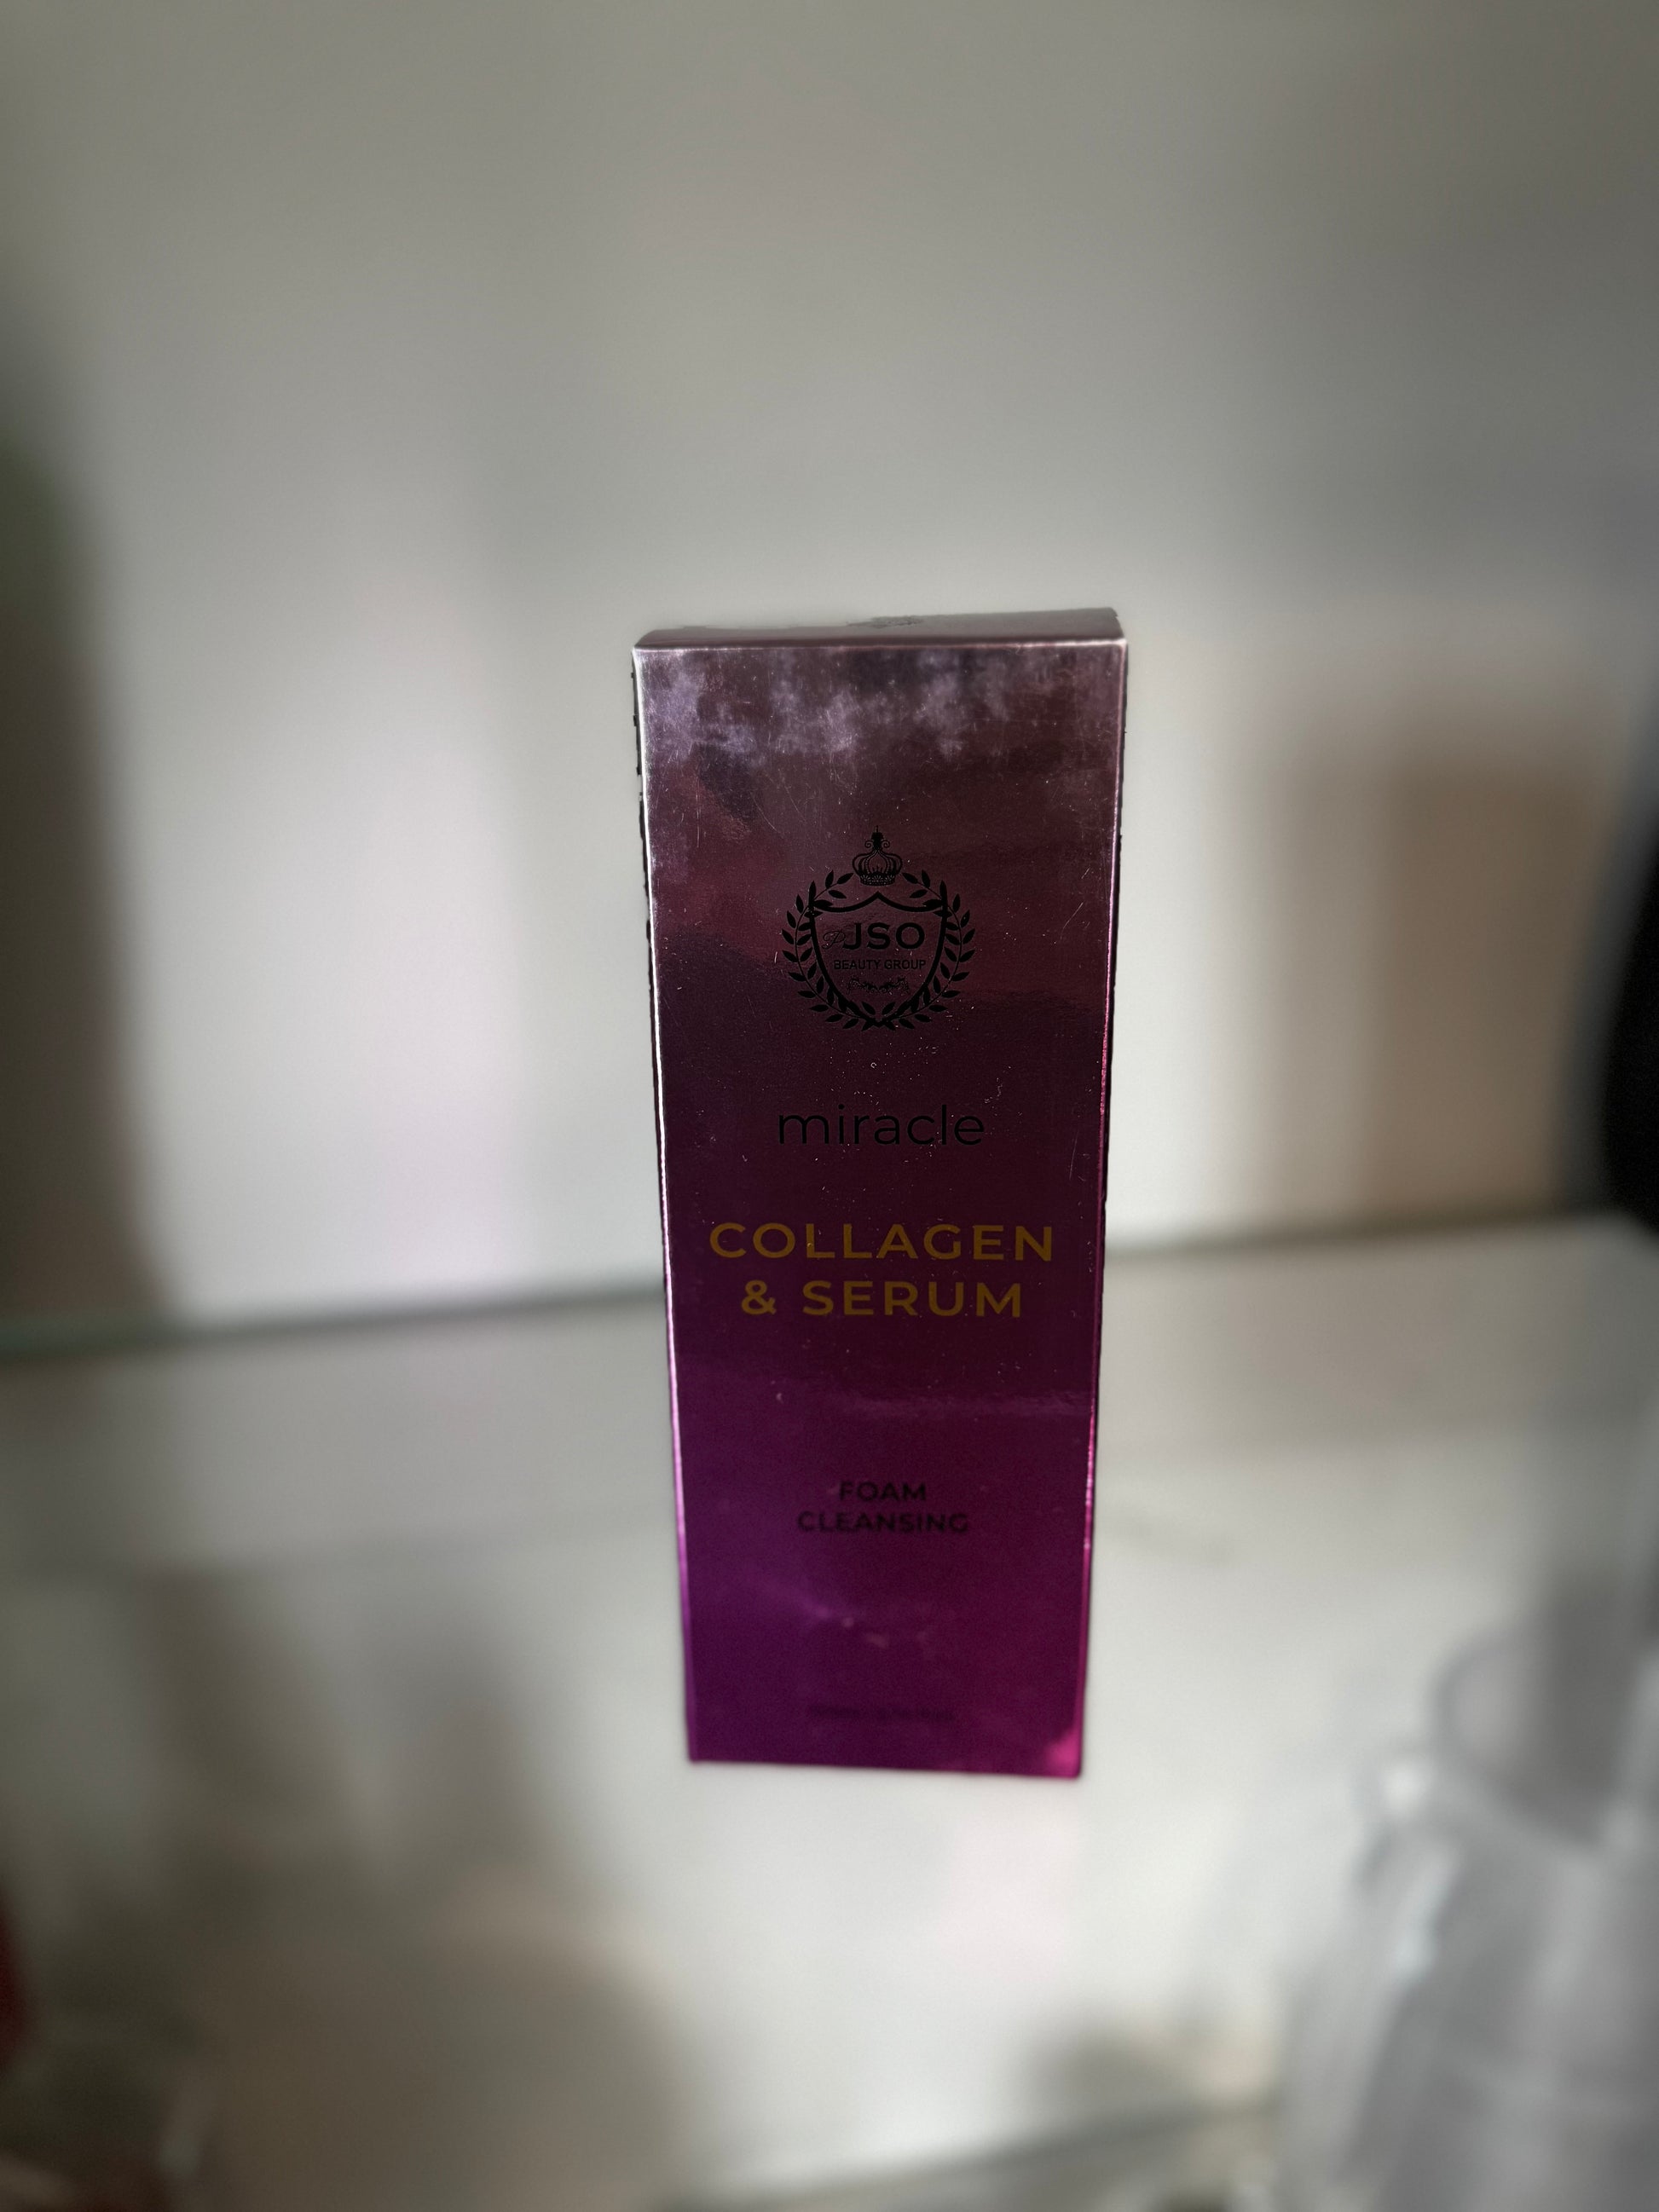 JSO
BEAUTY GROUP
miracle
COLLAGEN
& SERUM
FOAM
CLEANSING